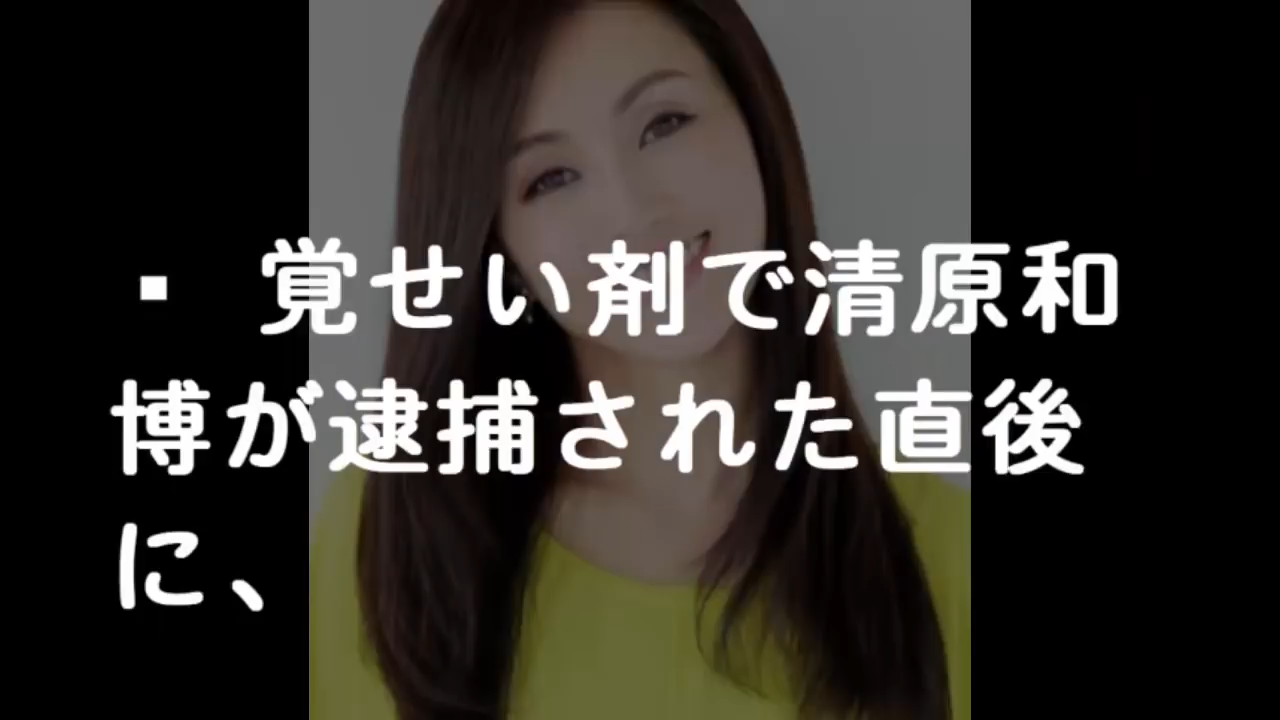 ▪ 覚せい剤で清原和
博が逮捕された直後
に、